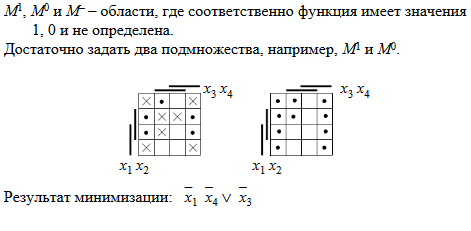 M¹, M⁰ и M⁻ – области, где соответственно функция имеет значения
1, 0 и не определена.
Достаточно задать два подмножества, например, M¹ и M⁰.
x₃ x₄ x₃ x₄
x₁ x₂ x₁ x₂
Результат минимизации: x̅₁ x̅₄ ∨ x̅₃